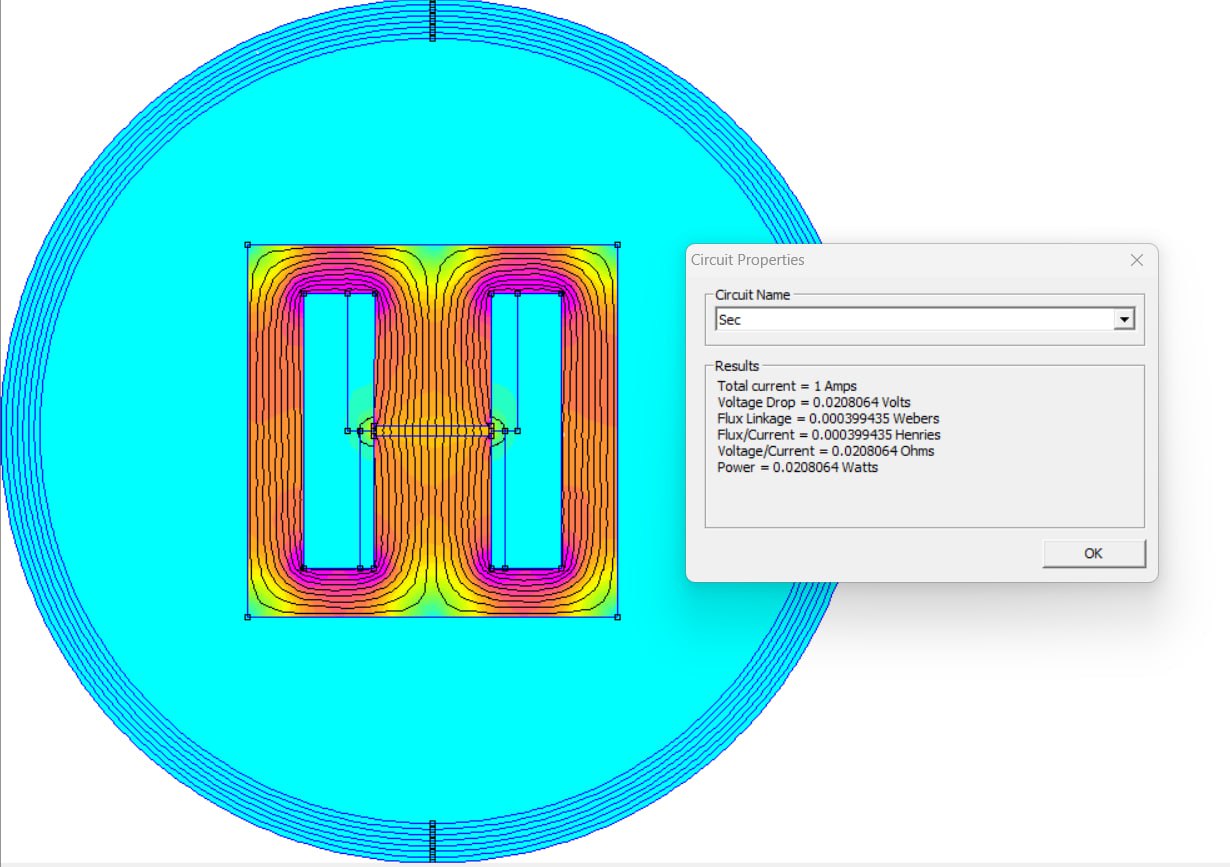 Circuit Properties
Circuit Name
Sec
Results
Total current = 1 Amps
Voltage Drop = 0.0208064 Volts
Flux Linkage = 0.000399435 Webers
Flux/Current = 0.000399435 Henries
Voltage/Current = 0.0208064 Ohms
Power = 0.0208064 Watts
OK